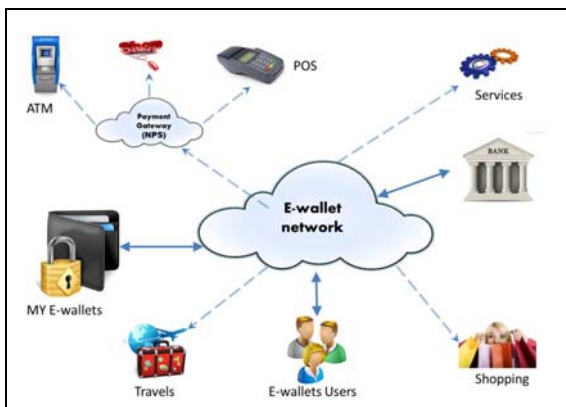 POS
ATM
Payment
Gateway
(NPS)
Services
BANK
E-wallet
network
MY E-wallets
Travels
E-wallets Users
Shopping